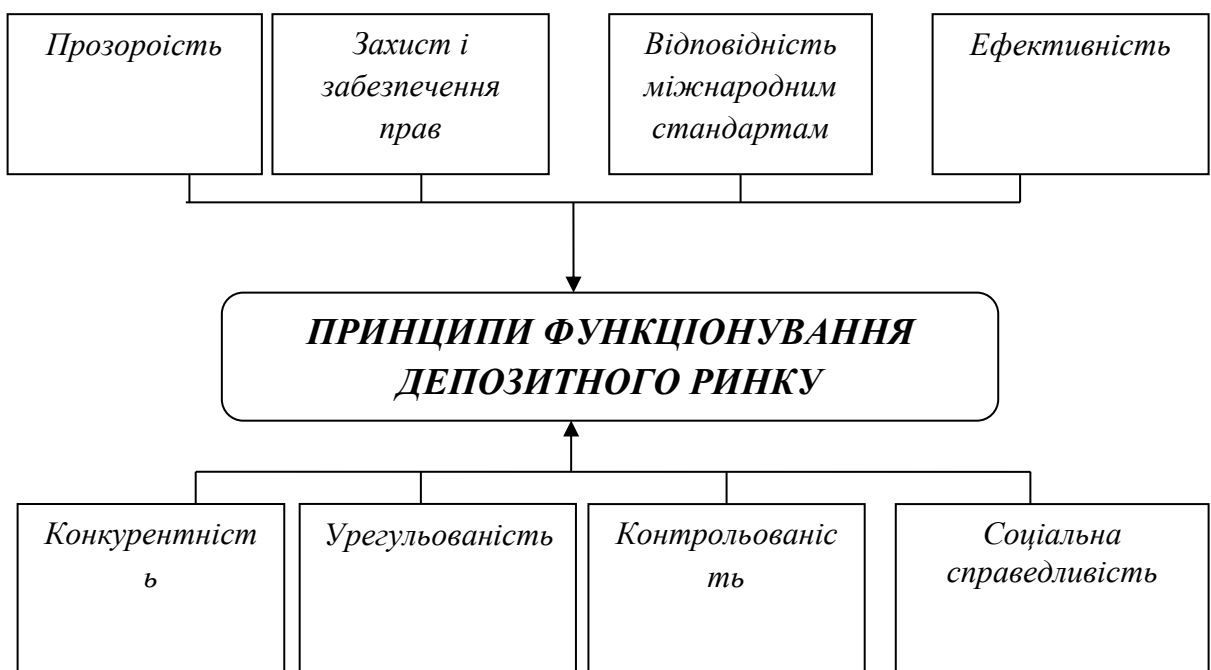 Прозороість
Захист і
забезпечення
прав
Відповідність
міжнародним
стандартам
Ефективність
ПРИНЦИПИ ФУНКЦІОНУВАННЯ
ДЕПОЗИТНОГО РИНКУ
Конкурентніст
ь
Урегульованість
Контрольованіс
ть
Соціальна
справедливість